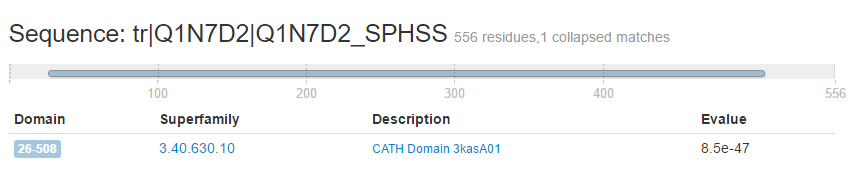 Sequence: tr|Q1N7D2|Q1N7D2_SPHSS 556 residues,1 collapsed matches
100 200 300 400 556
Domain Superfamily Description Evalue
26-508 3.40.630.10 CATH Domain 3kasA01 8.5e-47